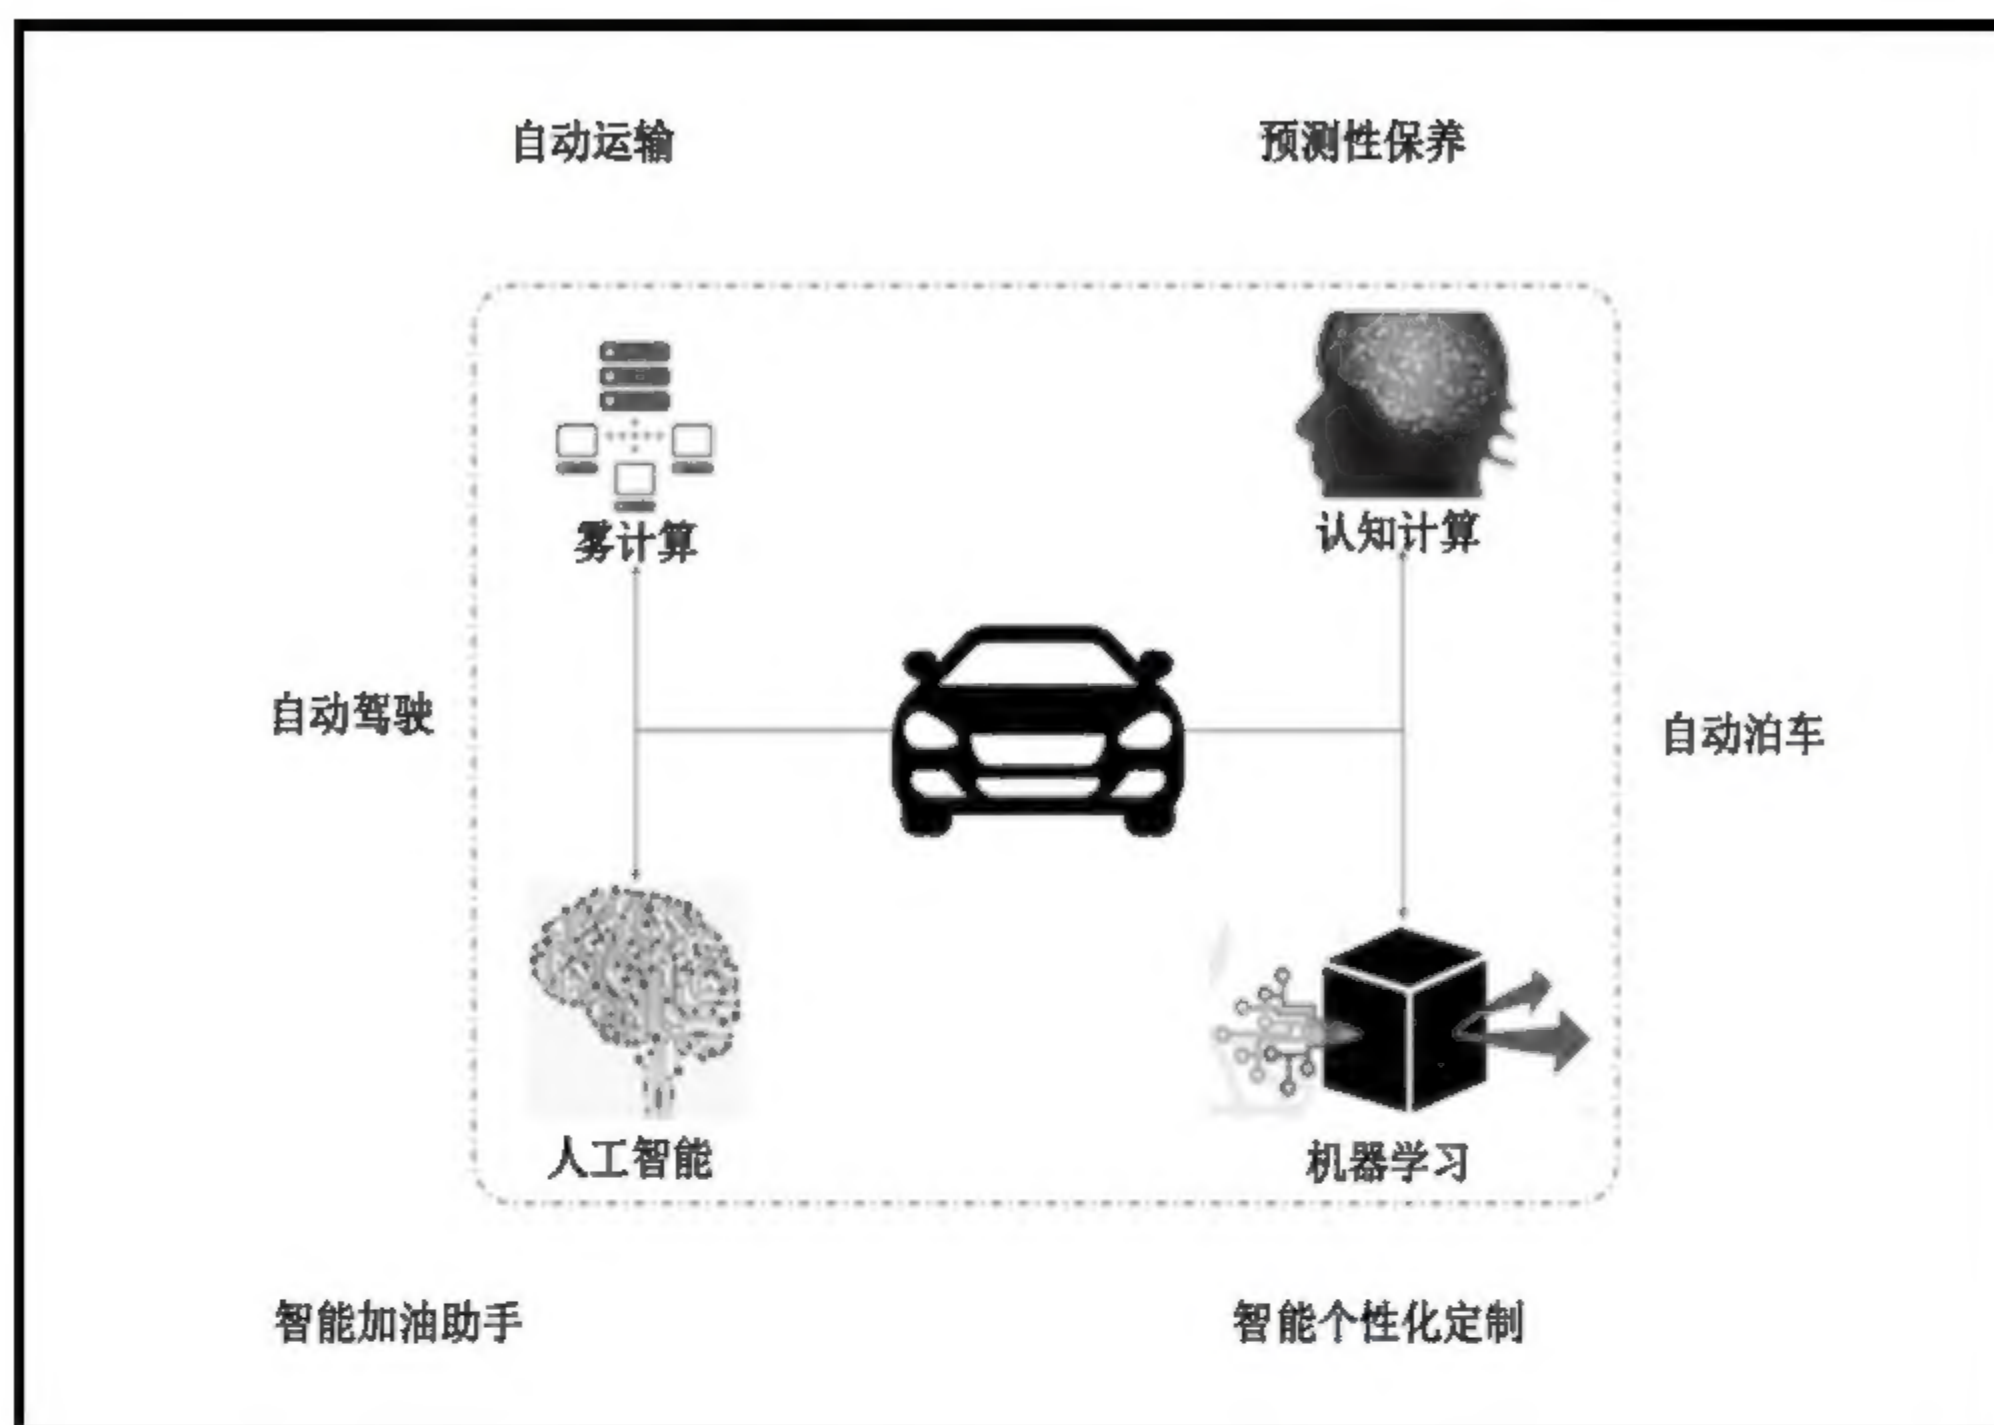 自动运输
预测性保养
雾计算
认知计算
自动驾驶
自动泊车
人工智能
机器学习
智能加油助手
智能个性化定制